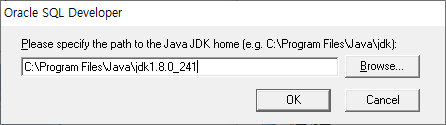 Oracle SQL Developer
Please specify the path to the Java JDK home (e.g. C:\Program Files\Java\jdk):
C:\Program Files\Java\jdk1.8.0_241
Browse...
OK
Cancel